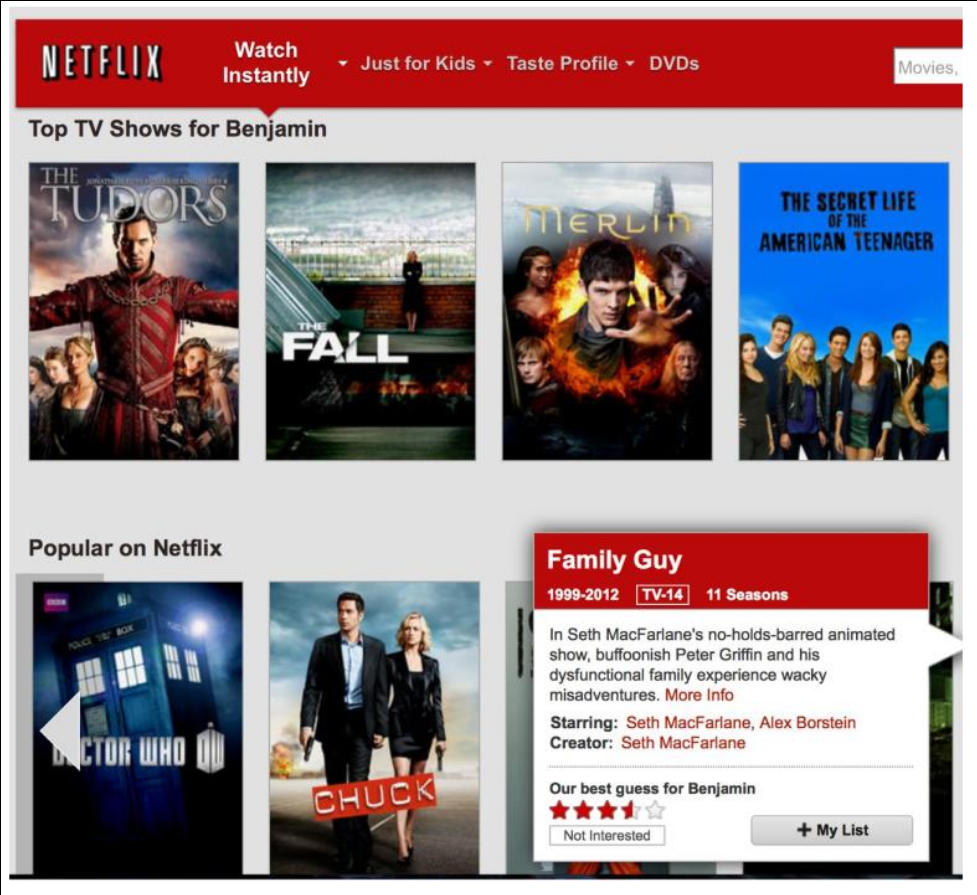 NETFLIX
Watch
Instantly
Just for Kids
Taste Profile
DVDs
Movies,
Top TV Shows for Benjamin
THE
TUDORS
THE
FALL
MERLIN
THE SECRET LIFE
OF THE
AMERICAN TEENAGER
Popular on Netflix
BBC
POLICE BOX
DOCTOR WHO
CHUCK
Family Guy
1999-2012 TV-14 11 Seasons
In Seth MacFarlane's no-holds-barred animated
show, buffoonish Peter Griffin and his
dysfunctional family experience wacky
misadventures. More Info
Starring: Seth MacFarlane, Alex Borstein
Creator: Seth MacFarlane
Our best guess for Benjamin
Not Interested
+ My List